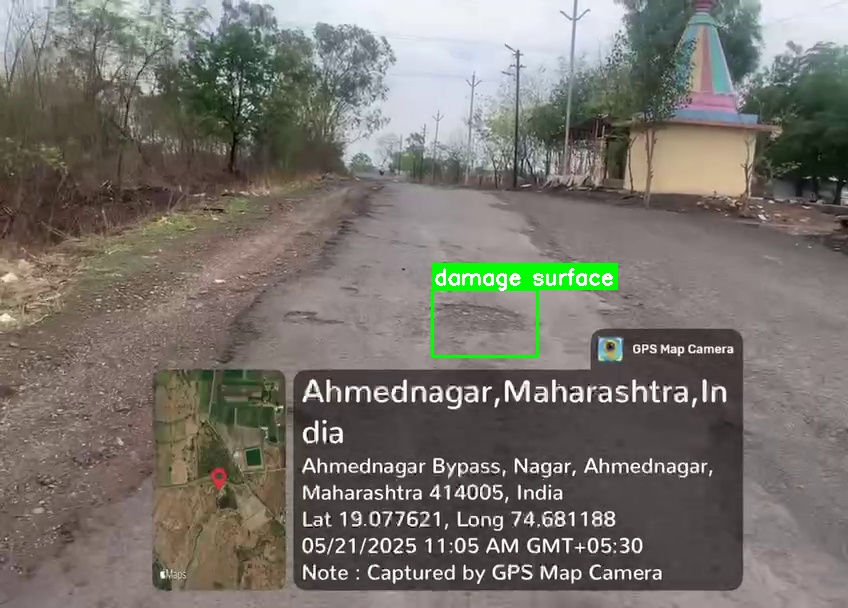 damage surface
GPS Map Camera
Ahmednagar,Maharashtra,In
dia
Ahmednagar Bypass, Nagar, Ahmednagar,
Maharashtra 414005, India
Lat 19.077621, Long 74.681188
05/21/2025 11:05 AM GMT+05:30
Note : Captured by GPS Map Camera
Maps